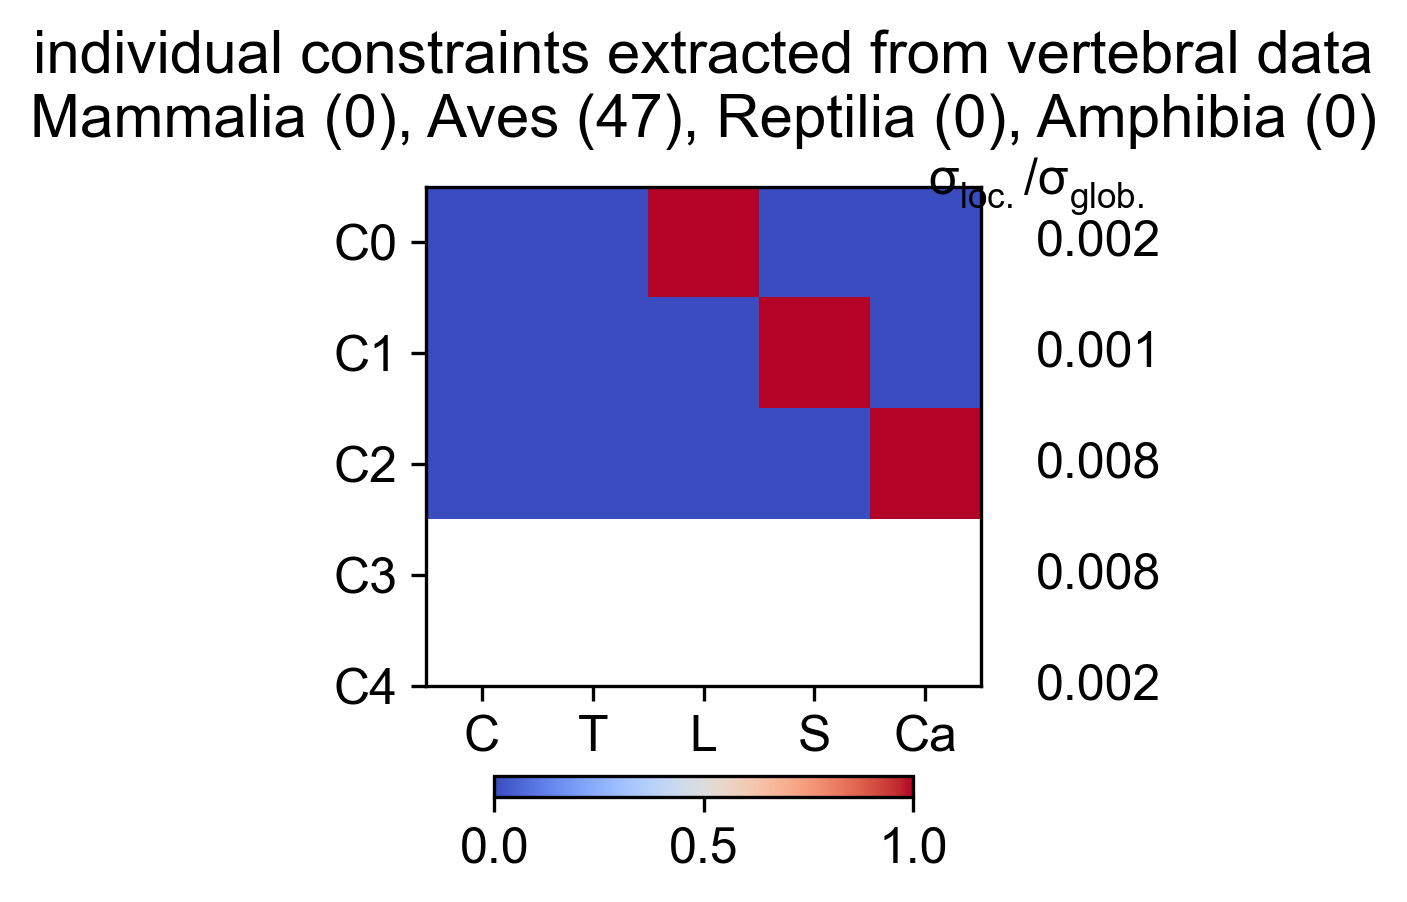 individual constraints extracted from vertebral data
Mammalia (0), Aves (47), Reptilia (0), Amphibia (0)
σloc. /σglob.
C0 0.002
C1 0.001
C2 0.008
C3 0.008
C4 0.002
C T L S Ca
0.0 0.5 1.0